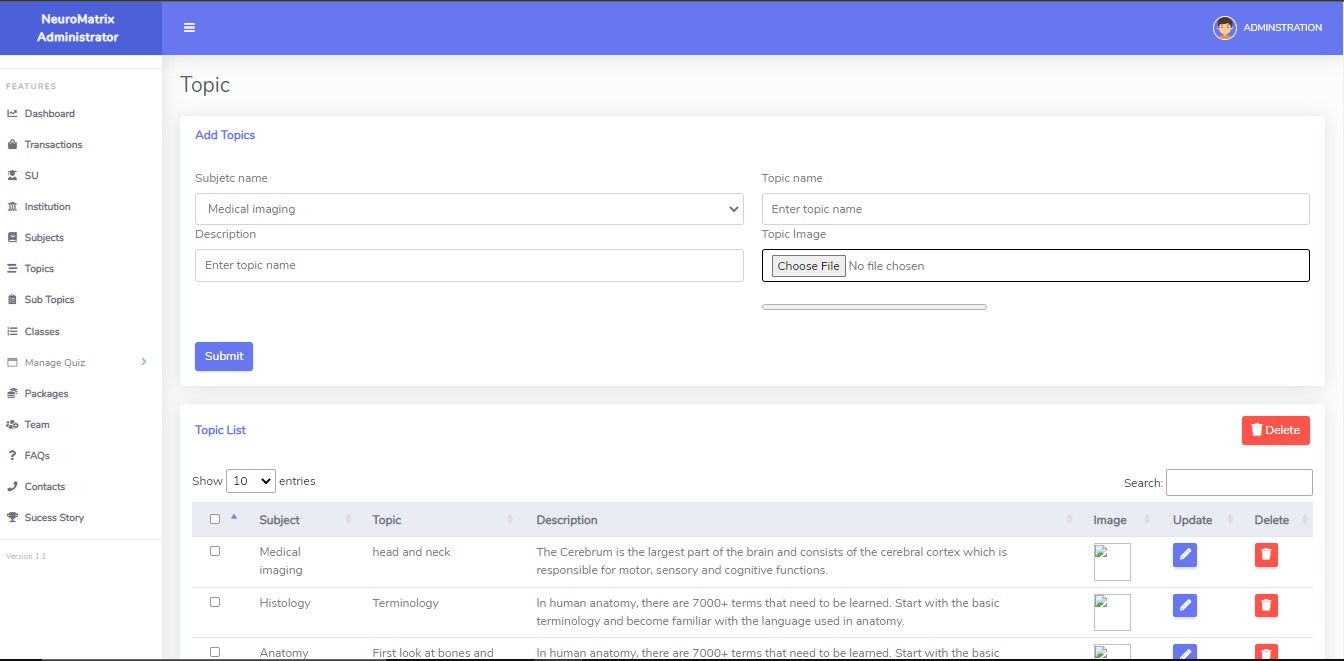 NeuroMatrix
Administrator
ADMINSTRATION
FEATURES
Dashboard
Transactions
SU
Institution
Subjects
Topics
Sub Topics
Classes
Manage Quiz
Packages
Team
FAQs
Contacts
Sucess Story
Version 1.1
Topic
Add Topics
Subjetc name
Topic name
Medical imaging
Enter topic name
Description
Topic Image
Enter topic name
Choose File No file chosen
Submit
Topic List
Delete
Show 10 entries
Search:
Subject Topic Description Image Update Delete
Medical imaging
head and neck
The Cerebrum is the largest part of the brain and consists of the cerebral cortex which is
responsible for motor, sensory and cognitive functions.
Histology
Terminology
In human anatomy, there are 7000+ terms that need to be learned. Start with the basic
terminology and become familiar with the language used in anatomy.
Anatomy
First look at bones and
In human anatomy, there are 7000+ terms that need to be learned. Start with the basic